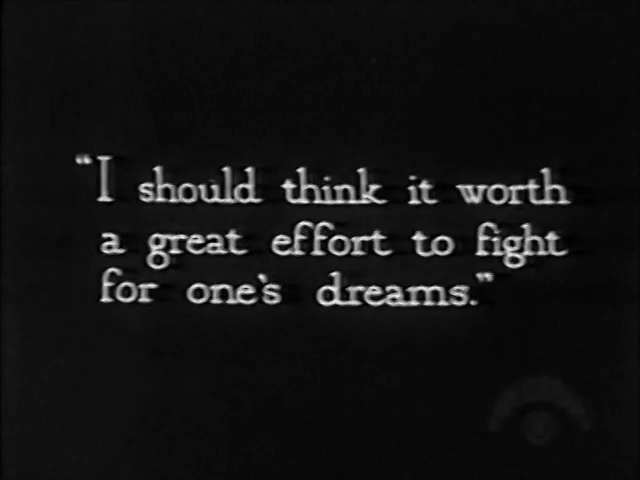 "I should think it worth
a great effort to fight
for one's dreams."